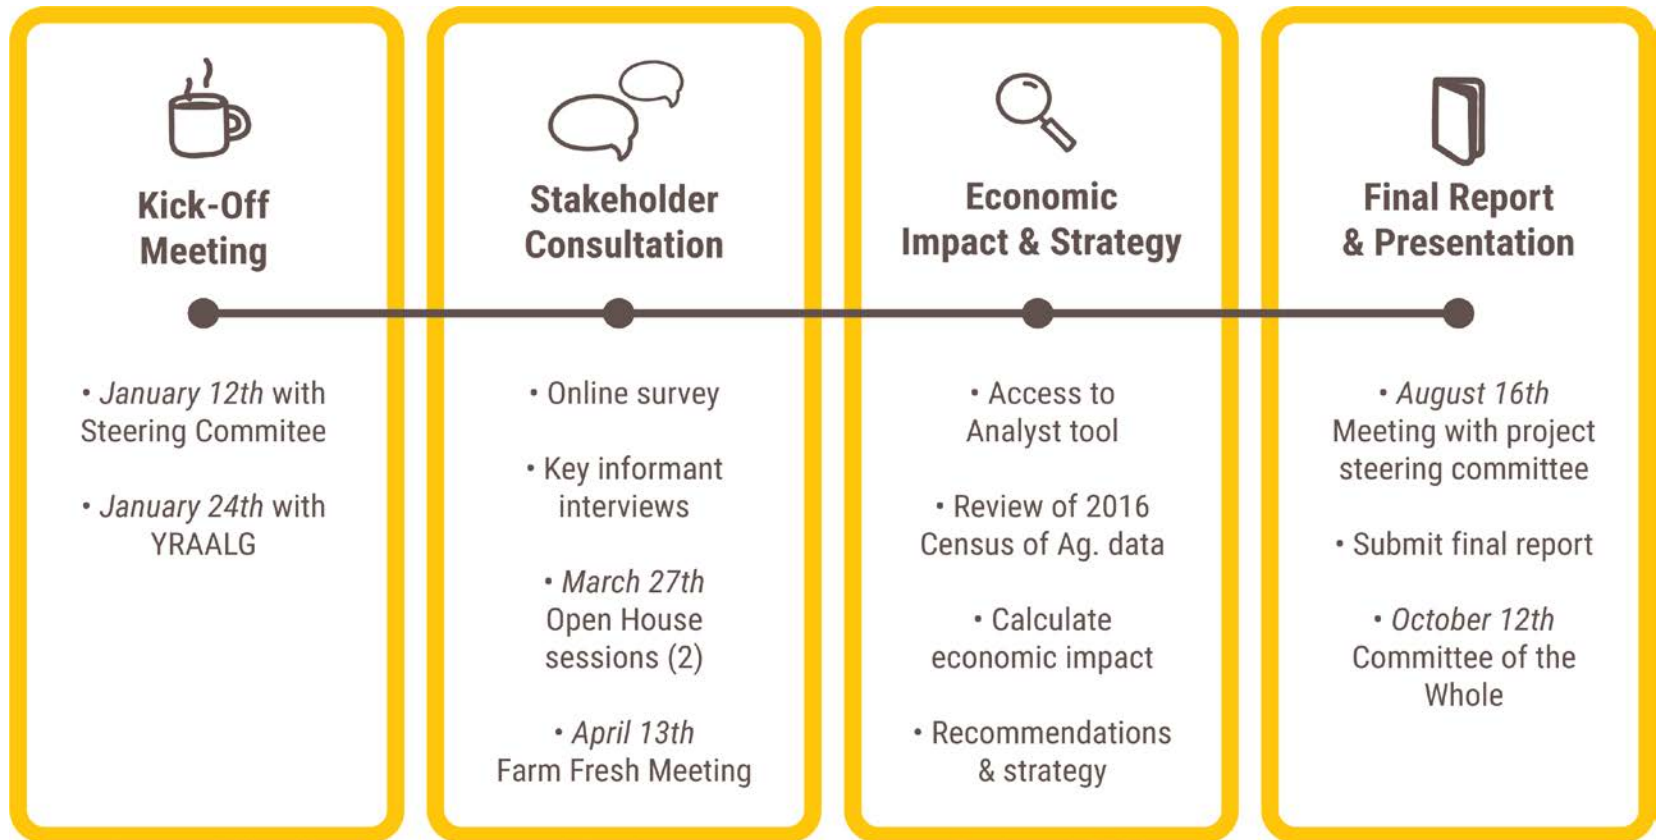 Kick-Off
Meeting
• January 12th with
Steering Commitee
• January 24th with
YRAALG
Stakeholder
Consultation
• Online survey
• Key informant
interviews
• March 27th
Open House
sessions (2)
• April 13th
Farm Fresh Meeting
Economic
Impact & Strategy
• Access to
Analyst tool
• Review of 2016
Census of Ag. data
• Calculate
economic impact
• Recommendations
& strategy
Final Report
& Presentation
• August 16th
Meeting with project
steering committee
• Submit final report
• October 12th
Committee of the
Whole